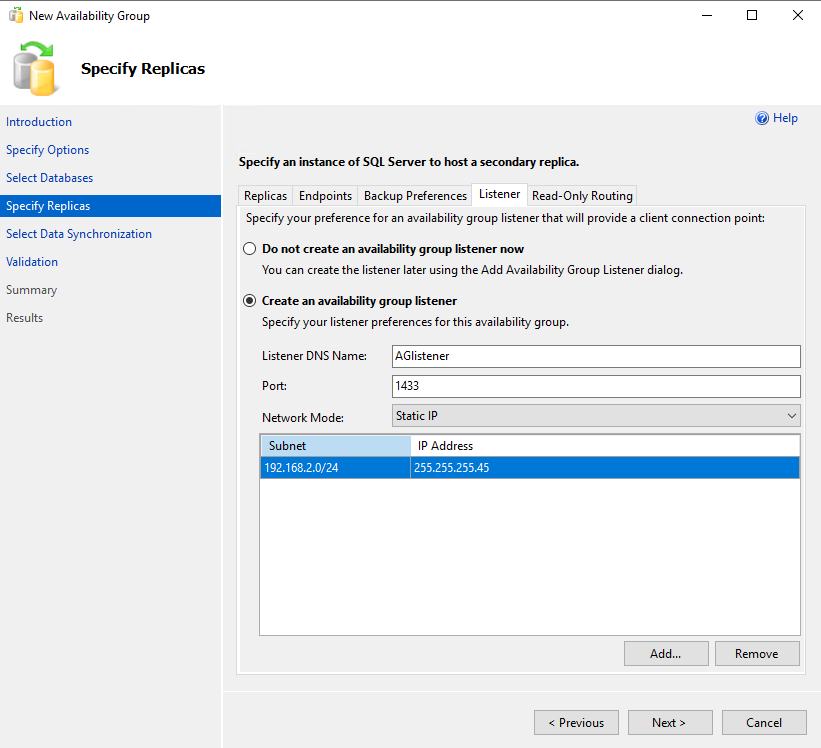 New Availability Group
Specify Replicas
Help
Introduction
Specify Options
Select Databases
Specify Replicas
Select Data Synchronization
Validation
Summary
Results
Specify an instance of SQL Server to host a secondary replica.
Replicas Endpoints Backup Preferences Listener Read-Only Routing
Specify your preference for an availability group listener that will provide a client connection point:
Do not create an availability group listener now
You can create the listener later using the Add Availability Group Listener dialog.
Create an availability group listener
Specify your listener preferences for this availability group.
Listener DNS Name: AGlistener
Port: 1433
Network Mode: Static IP
Subnet IP Address
192.168.2.0/24 255.255.255.45
Add... Remove
< Previous Next > Cancel